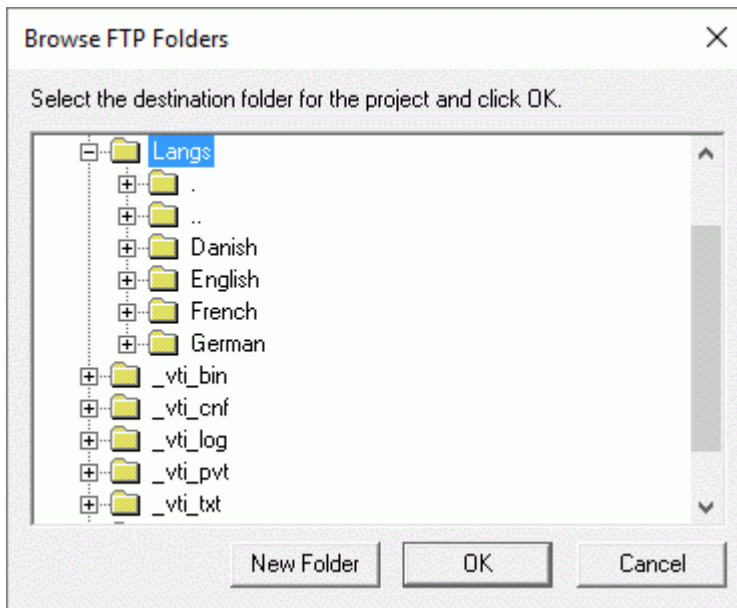 Browse FTP Folders
Select the destination folder for the project and click OK.
Langs
.
..
Danish
English
French
German
_vti_bin
_vti_cnf
_vti_log
_vti_pvt
_vti_txt
New Folder
OK
Cancel